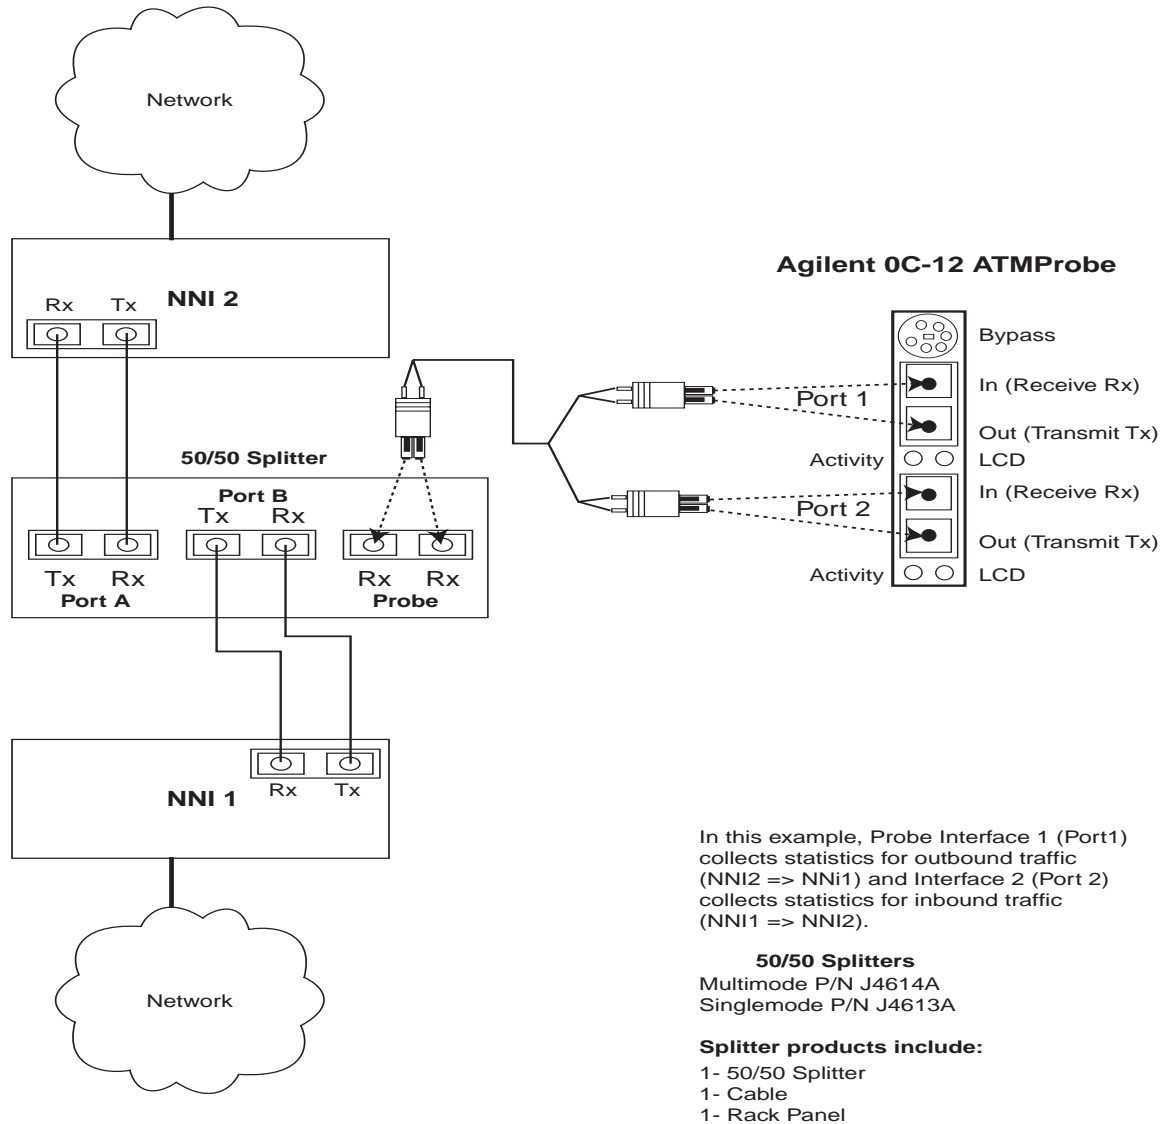 Network
NNI 2
Rx Tx
Agilent 0C-12 ATMProbe
Bypass
In (Receive Rx)
Port 1
Out (Transmit Tx)
Activity LCD
In (Receive Rx)
Port 2
Out (Transmit Tx)
Activity LCD
50/50 Splitter
Port B
Tx Rx
Tx Rx Rx Rx
Port A Probe
Rx Tx
NNI 1
Network
In this example, Probe Interface 1 (Port1)
collects statistics for outbound traffic
(NNI2 => NNi1) and Interface 2 (Port 2)
collects statistics for inbound traffic
(NNI1 => NNI2).
50/50 Splitters
Multimode P/N J4614A
Singlemode P/N J4613A
Splitter products include:
1- 50/50 Splitter
1- Cable
1- Rack Panel